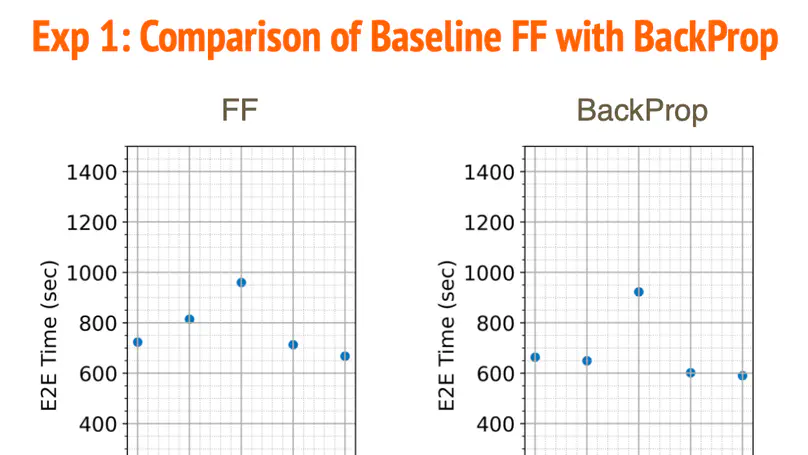 Exp 1: Comparison of Baseline FF with BackProp
FF
1400
1200
1000
800
600
400
E2E Time (sec)
BackProp
1400
1200
1000
800
600
400
E2E Time (sec)